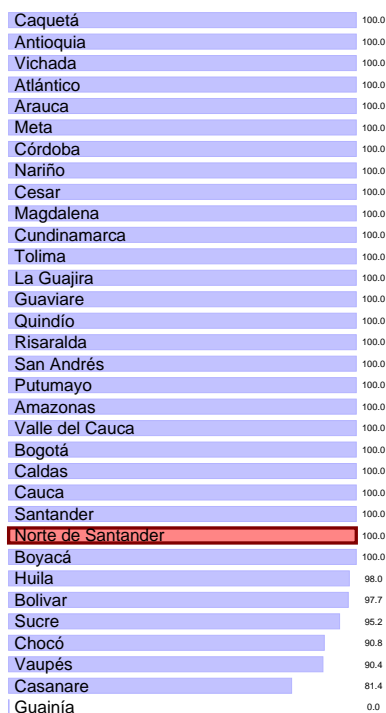 Caquetá 100.0
Antioquia 100.0
Vichada 100.0
Atlántico 100.0
Arauca 100.0
Meta 100.0
Córdoba 100.0
Nariño 100.0
Cesar 100.0
Magdalena 100.0
Cundinamarca 100.0
Tolima 100.0
La Guajira 100.0
Guaviare 100.0
Quindío 100.0
Risaralda 100.0
San Andrés 100.0
Putumayo 100.0
Amazonas 100.0
Valle del Cauca 100.0
Bogotá 100.0
Caldas 100.0
Cauca 100.0
Santander 100.0
Norte de Santander 100.0
Boyacá 100.0
Huila 98.0
Bolivar 97.7
Sucre 95.2
Chocó 90.8
Vaupés 90.4
Casanare 81.4
Guainía 0.0